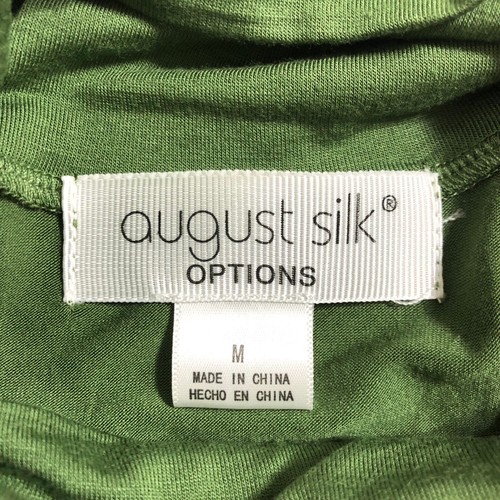 august silk®
OPTIONS
M
MADE IN CHINA
HECHO EN CHINA